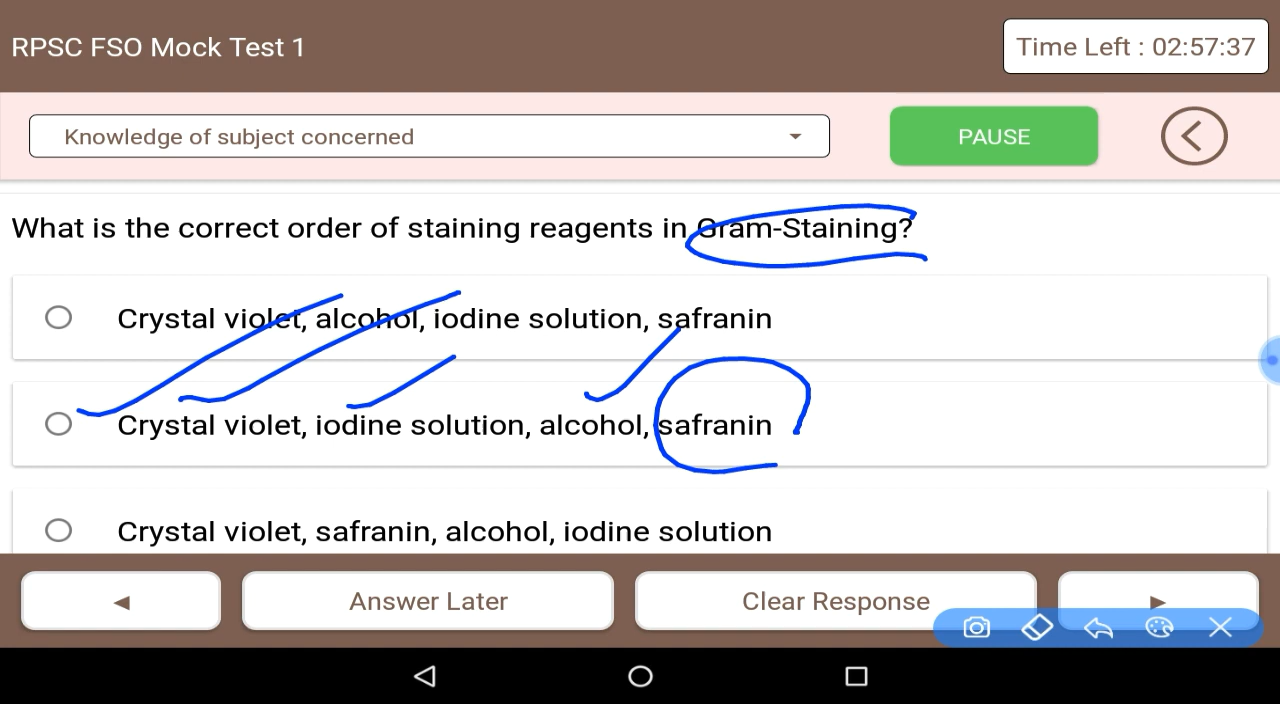 RPSC FSO Mock Test 1
Time Left : 02:57:37
Knowledge of subject concerned
PAUSE
What is the correct order of staining reagents in Gram-Staining?
Crystal violet, alcohol, iodine solution, safranin
Crystal violet, iodine solution, alcohol, safranin
Crystal violet, safranin, alcohol, iodine solution
Answer Later
Clear Response